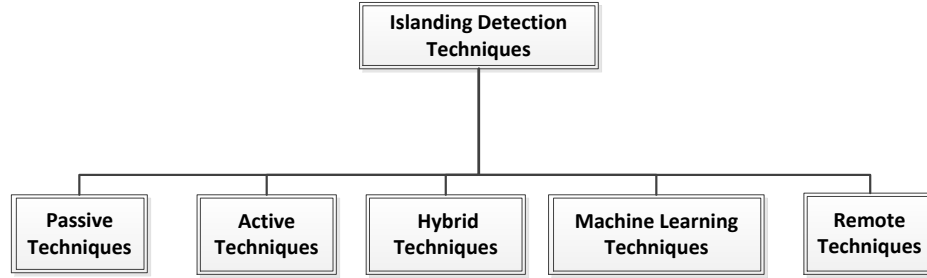 Islanding Detection
Techniques
Passive
Techniques
Active
Techniques
Hybrid
Techniques
Machine Learning
Techniques
Remote
Techniques